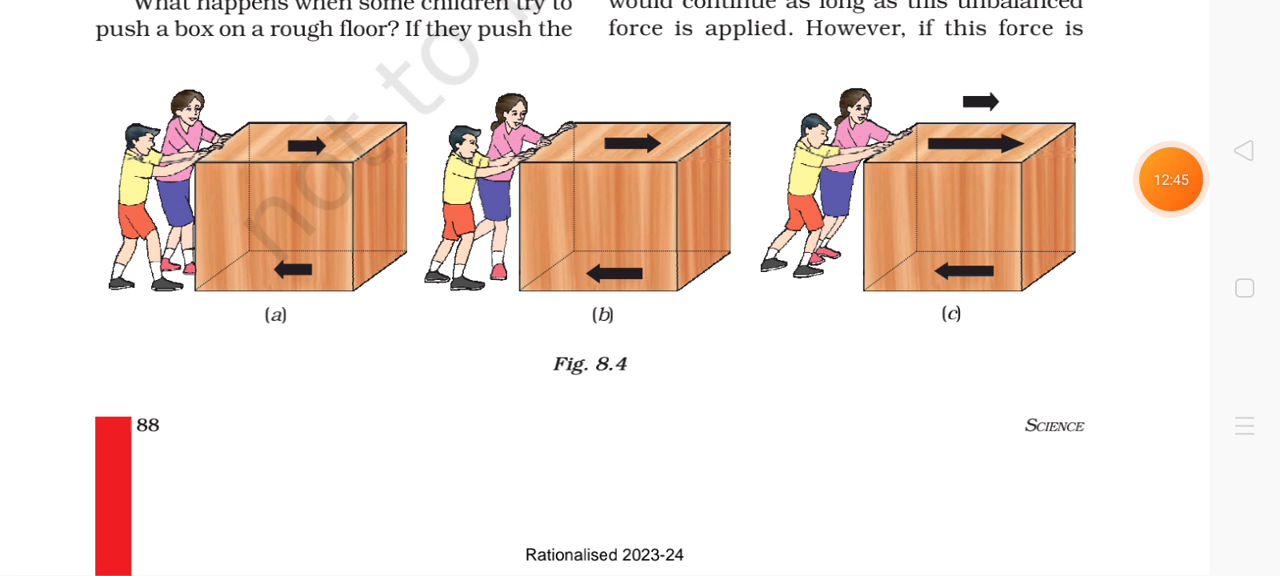 What happens when some children try to
push a box on a rough floor? If they push the
would continue as long as this unbalanced
force is applied. However, if this force is
not to
12:45
(a)
(b)
(c)
Fig. 8.4
88
SCIENCE
Rationalised 2023-24